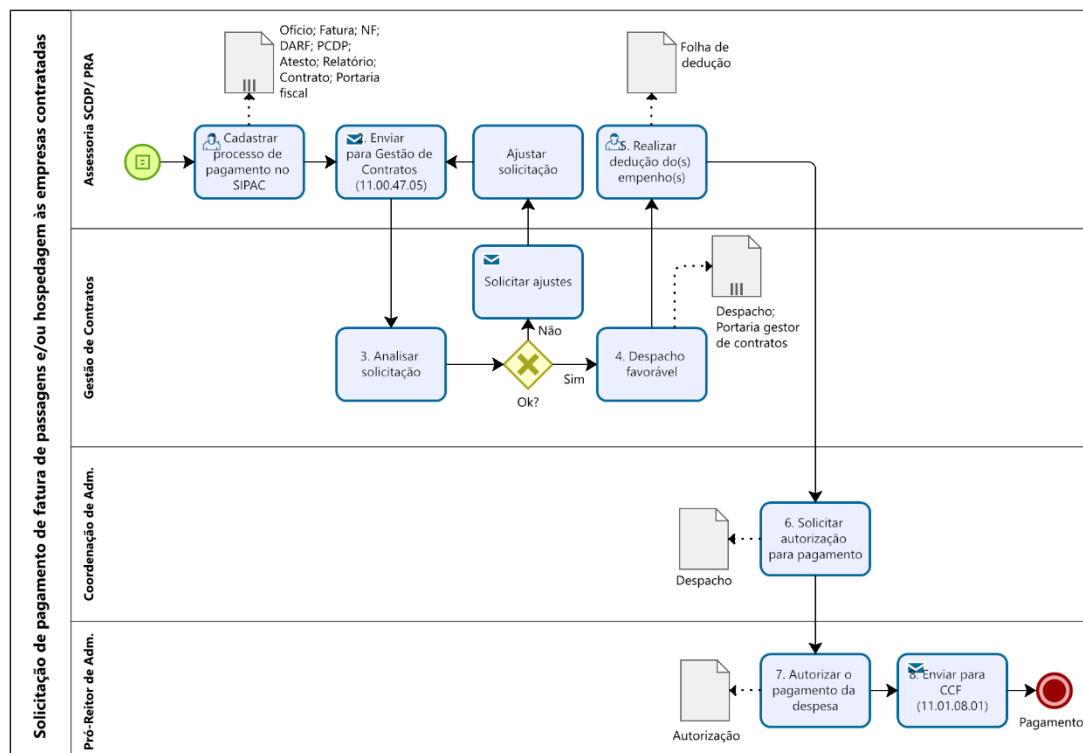 Solicitação de pagamento de fatura de passagens e/ou hospedagem às empresas contratadas
Assessoria SCDP/ PRA
Ofício; Fatura; NF;
DARF; PCDP;
Atesto; Relatório;
Contrato; Portaria
fiscal
Folha de
dedução
1. Cadastrar
processo de
pagamento no
SIPAC
2. Enviar
para Gestão de
Contratos
(11.00.47.05)
Ajustar
solicitação
5. Realizar
dedução do(s)
empenho(s)
Gestão de Contratos
Solicitar ajustes
Despacho;
Portaria gestor
de contratos
Não
3. Analisar
solicitação
Ok?
Sim
4. Despacho
favorável
Coordenação de Adm.
6. Solicitar
autorização
para pagamento
Despacho
Pró-Reitor de Adm.
7. Autorizar o
pagamento da
despesa
Autorização
8. Enviar para
CCF
(11.01.08.01)
Pagamento